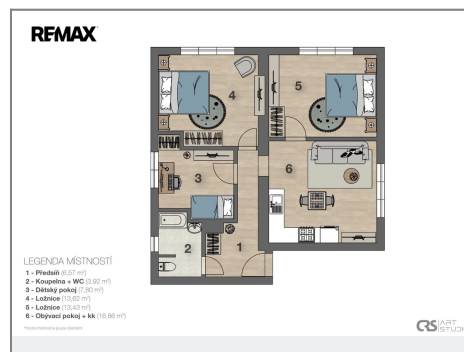 RE/MAX
4
5
3
6
2
1
LEGENDA MÍSTNOSTÍ
1 - Předsíň (6,57 m²)
2 - Koupelna + WC (3,92 m²)
3 - Dětský pokoj (7,80 m²)
4 - Ložnice (13,62 m²)
5 - Ložnice (13,43 m²)
6 - Obývací pokoj + kk (16,66 m²)
CRS ART STUDIO